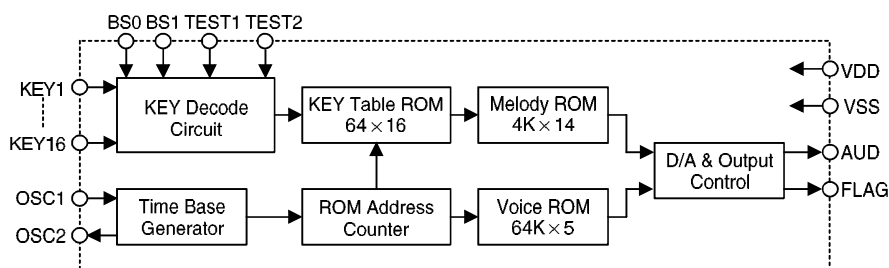 BS0 BS1 TEST1 TEST2
KEY1
KEY16
OSC1
OSC2
KEY Decode
Circuit
KEY Table ROM
64×16
Melody ROM
4K×14
Time Base
Generator
ROM Address
Counter
Voice ROM
64K×5
D/A & Output
Control
VDD
VSS
AUD
FLAG